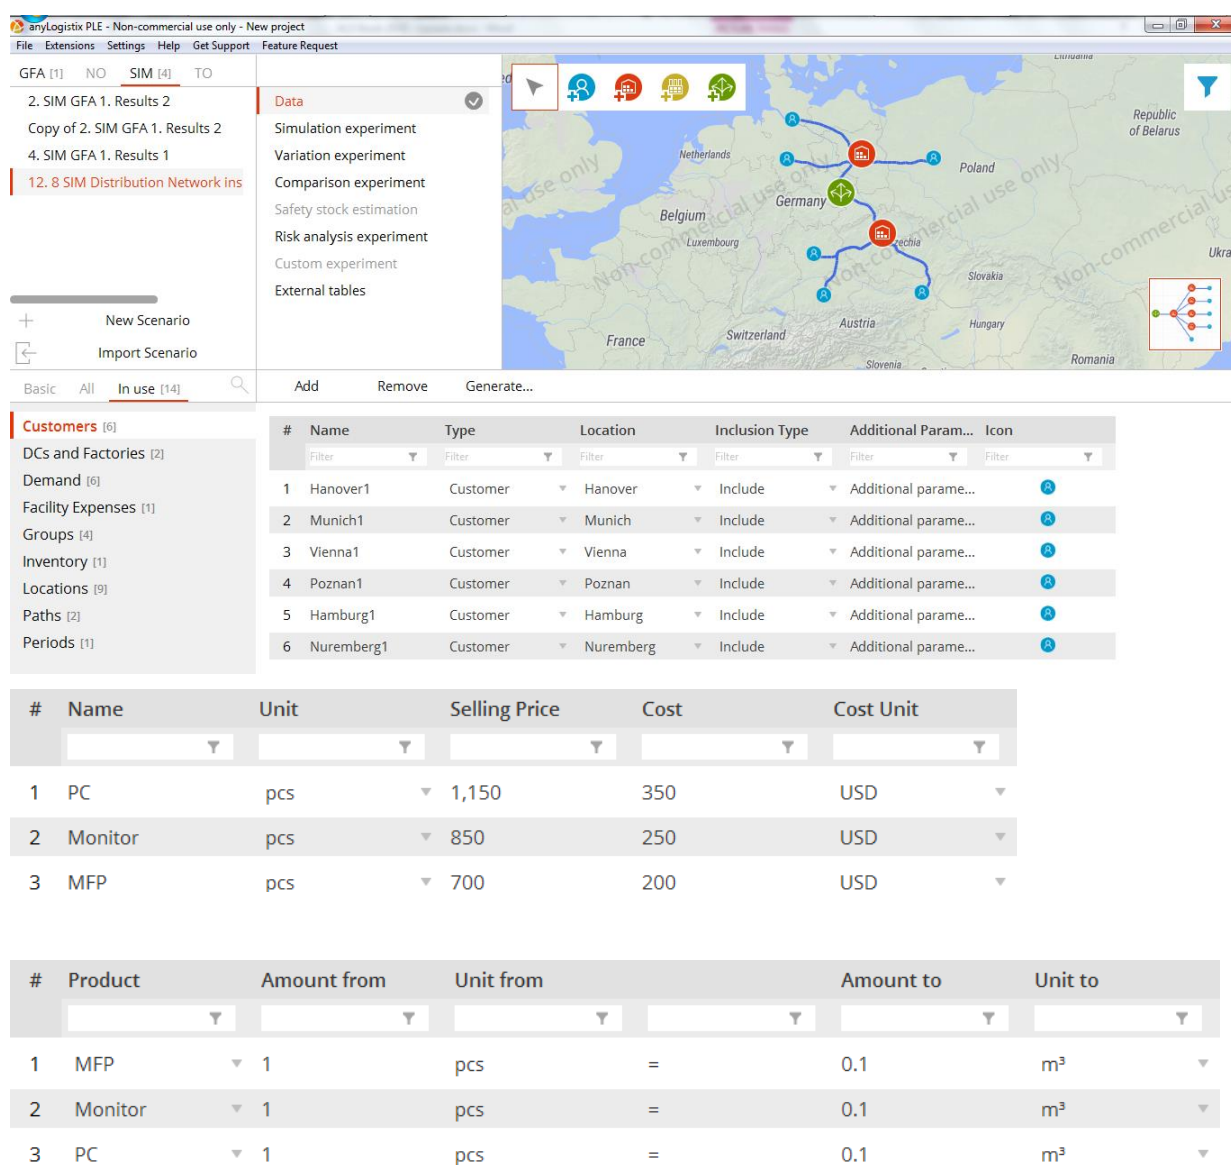 anyLogistix PLE - Non-commercial use only - New project
File Extensions Settings Help Get Support Feature Request
GFA [1] NO SIM [4] TO
2. SIM GFA 1. Results 2
Copy of 2. SIM GFA 1. Results 2
4. SIM GFA 1. Results 1
12. 8 SIM Distribution Network ins
New Scenario
Import Scenario
Data
Simulation experiment
Variation experiment
Comparison experiment
Safety stock estimation
Risk analysis experiment
Custom experiment
External tables
Lithuania
Republic
of Belarus
Netherlands
Poland
Germany
Belgium
Luxembourg
Czechia
Ukra
Slovakia
Austria
Hungary
Switzerland
France
Romania
Slovenia
Non-commercial use only
Non-commercial use only
Non-commercial u
Basic All In use [14]
Add Remove Generate...
Customers [6]
DCs and Factories [2]
Demand [6]
Facility Expenses [1]
Groups [4]
Inventory [1]
Locations [9]
Paths [2]
Periods [1]
# Name Type Location Inclusion Type Additional Param... Icon
Filter Filter Filter Filter Filter Filter
1 Hanover1 Customer Hanover Include Additional parame...
2 Munich1 Customer Munich Include Additional parame...
3 Vienna1 Customer Vienna Include Additional parame...
4 Poznan1 Customer Poznan Include Additional parame...
5 Hamburg1 Customer Hamburg Include Additional parame...
6 Nuremberg1 Customer Nuremberg Include Additional parame...
# Name Unit Selling Price Cost Cost Unit
1 PC pcs 1,150 350 USD
2 Monitor pcs 850 250 USD
3 MFP pcs 700 200 USD
# Product Amount from Unit from Amount to Unit to
1 MFP 1 pcs = 0.1 m³
2 Monitor 1 pcs = 0.1 m³
3 PC 1 pcs = 0.1 m³